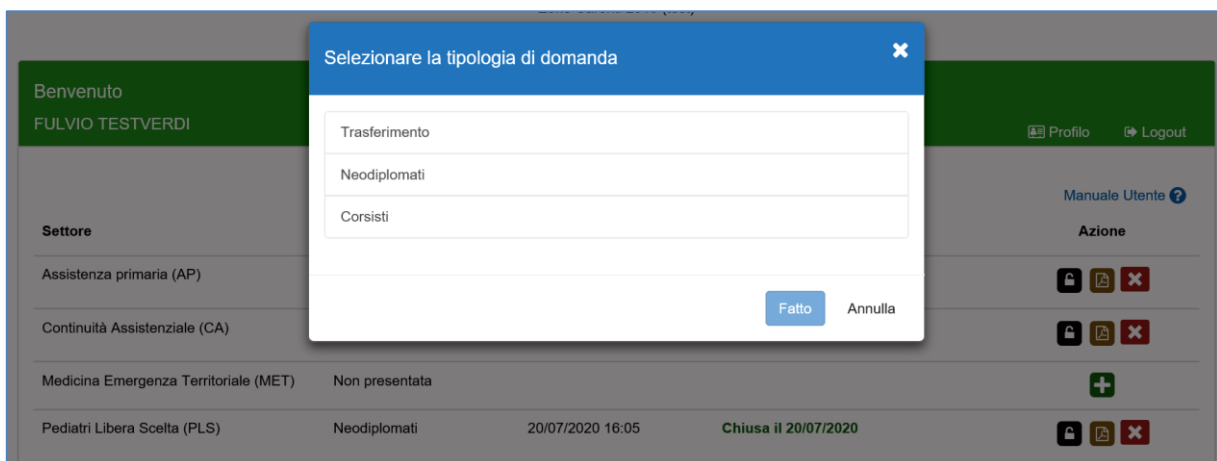 Selezionare la tipologia di domanda
Benvenuto
FULVIO TESTVERDI
Profilo Logout
Trasferimento
Neodiplomati
Corsisti
Manuale Utente
Settore Azione
Assistenza primaria (AP)
Fatto Annulla
Continuità Assistenziale (CA)
Medicina Emergenza Territoriale (MET) Non presentata
Pediatri Libera Scelta (PLS) Neodiplomati 20/07/2020 16:05 Chiusa il 20/07/2020